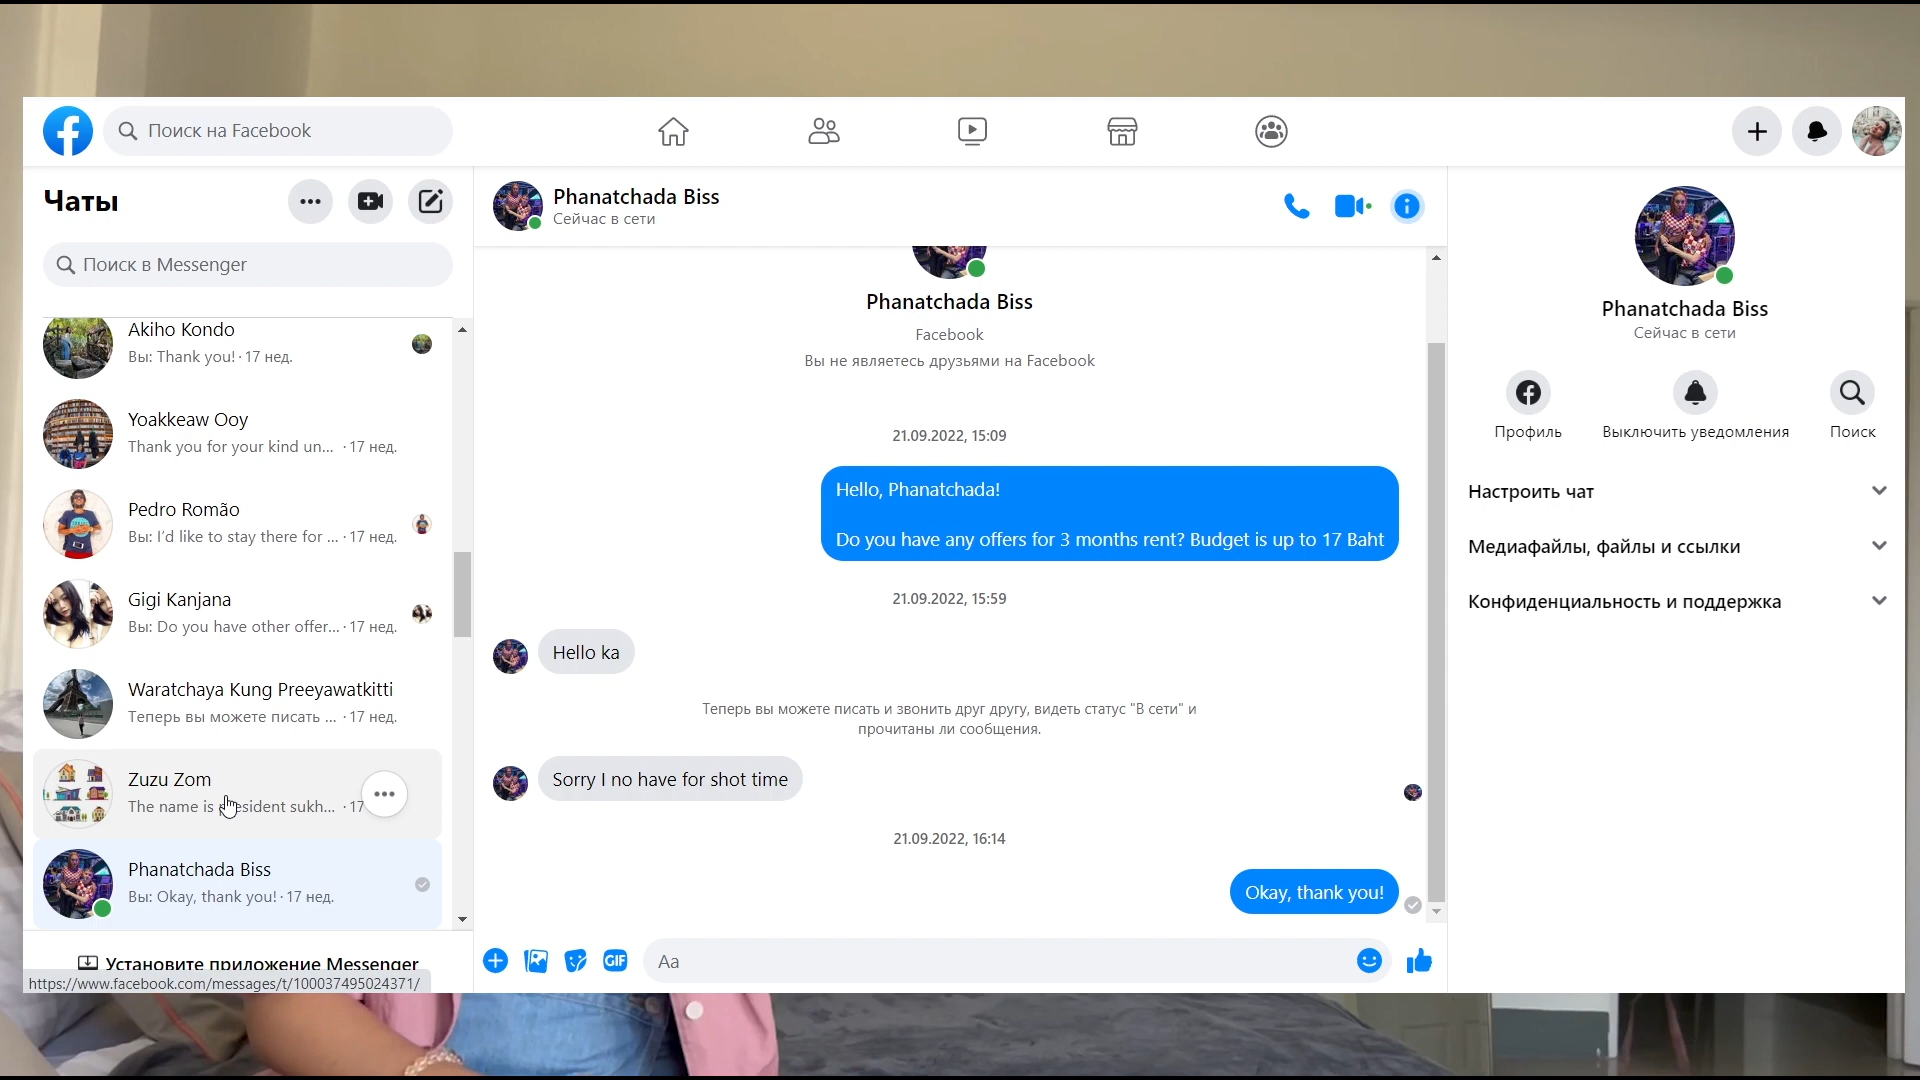 Поиск на Facebook
Чаты
Поиск в Messenger
Akiho Kondo
Вы: Thank you! · 17 нед.
Yoakkeaw Ooy
Thank you for your kind un... · 17 нед.
Pedro Romão
Вы: I'd like to stay there for ... · 17 нед.
Gigi Kanjana
Вы: Do you have other offer... · 17 нед.
Waratchaya Kung Preeyawatkitti
Теперь вы можете писать ... · 17 нед.
Zuzu Zom
The name is sukh... · 17
Phanatchada Biss
Вы: Okay, thank you! · 17 нед.
Установите приложение Messenger
https://www.facebook.com/messages/t/100037495024371/
Phanatchada Biss
Сейчас в сети
Phanatchada Biss
Facebook
Вы не являетесь друзьями на Facebook
21.09.2022, 15:09
Hello, Phanatchada!
Do you have any offers for 3 months rent? Budget is up to 17 Baht
21.09.2022, 15:59
Hello ka
Теперь вы можете писать и звонить друг другу, видеть статус "В сети" и
прочитаны ли сообщения.
Sorry I no have for shot time
21.09.2022, 16:14
Okay, thank you!
GIF
Aa
Phanatchada Biss
Сейчас в сети
Профиль
Выключить уведомления
Поиск
Настроить чат
Медиафайлы, файлы и ссылки
Конфиденциальность и поддержка